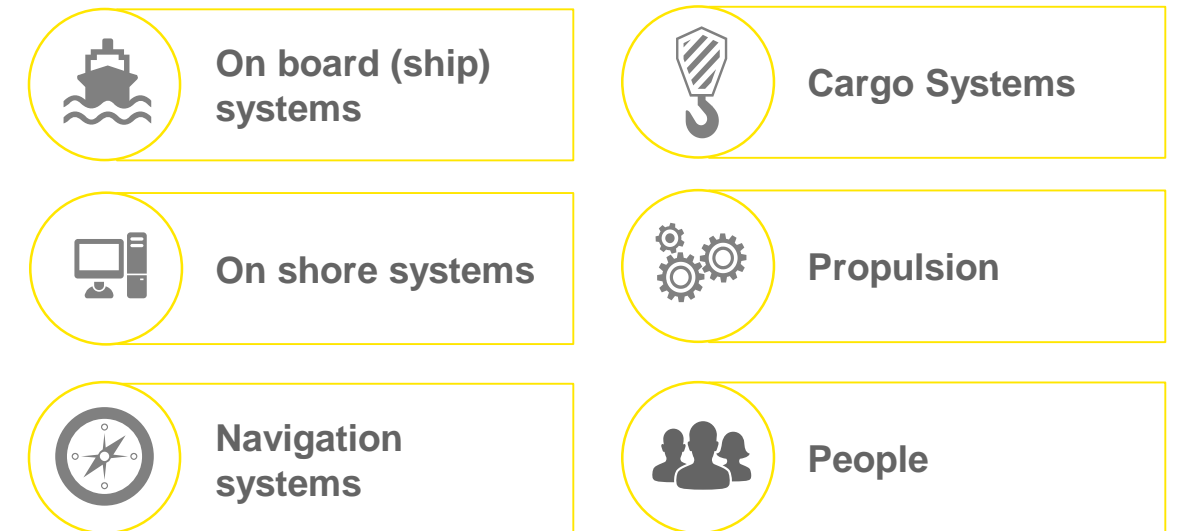 On board (ship)
systems
Cargo Systems
On shore systems
Propulsion
Navigation
systems
People